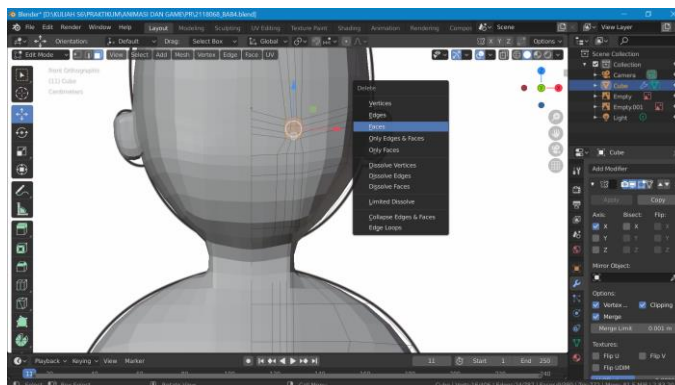 Blender* [D:\KULIAH S6\PRAKTIKUM\ANIMASI DAN GAME\PR\2118068_BAB4.blend]
File Edit Render Window Help Layout Modeling Sculpting UV Editing Texture Paint Shading Animation Rendering Scene View Layer
Orientation: Default Drag: Select Box Global X Y Z Options
Edit Mode View Select Add Mesh Vertex Edge Face UV
Front Orthographic
(11) Cube
Centimeters
Delete
Vertices
Edges
Faces
Only Edges & Faces
Only Faces
Dissolve Vertices
Dissolve Edges
Dissolve Faces
Limited Dissolve
Collapse Edges & Faces
Edge Loops
Scene Collection
Collection
Camera
Cube
Empty
Empty.001
Light
Cube
Add Modifier
Apply Copy
Axis: Bisect: Flip:
X X X
Y Y Y
Z Z Z
Mirror Object:
Options:
Vertex ... Clipping
Merge
Merge Limit 0.001 m
Textures:
Flip U Flip V
Flip UDIM
Playback Keying View Marker 11 Start 1 End 250
11